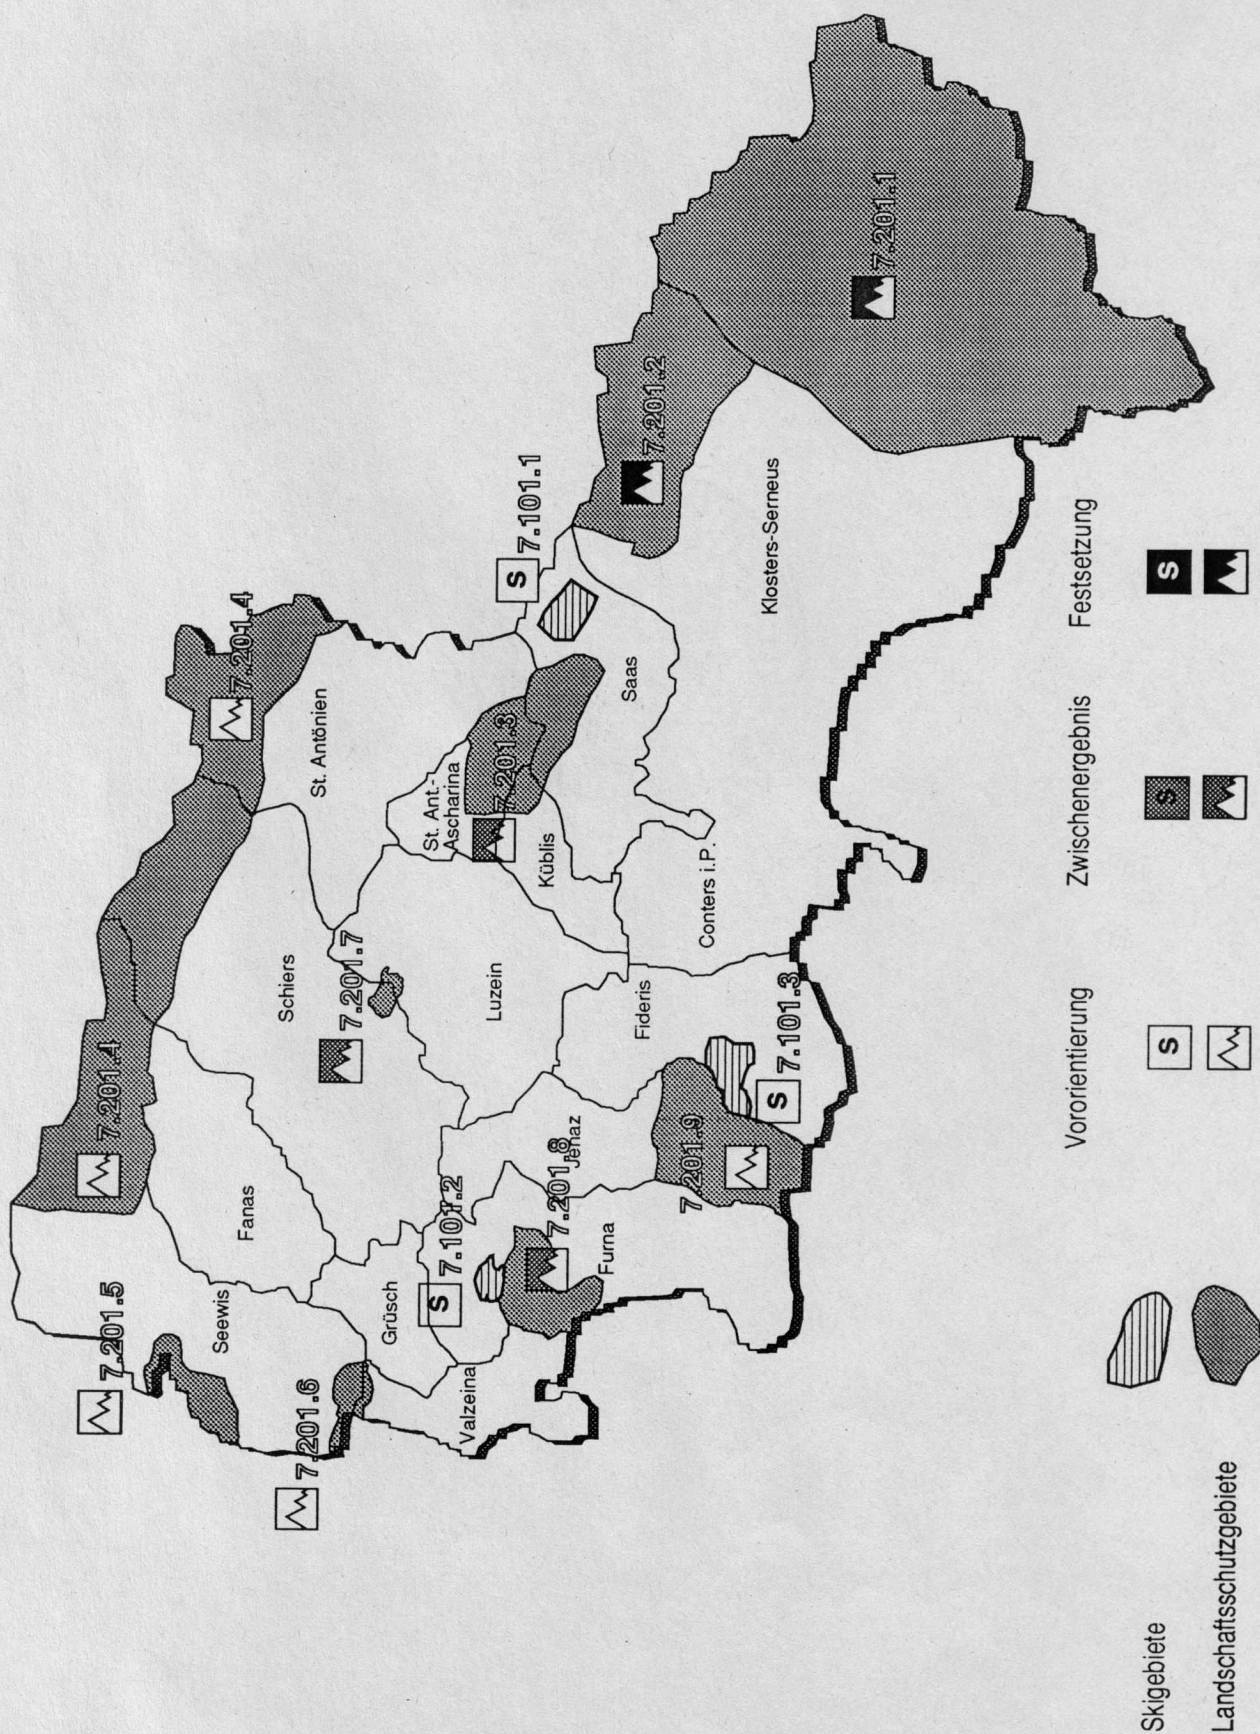 7.201.4
7.201.4
7.201.5
Seewis
7.201.6
Fanas
Schiers
7.201.7
St. Antönien
St. Ant.-
Ascharina
7.201.3
7.101.1
S
Grüsch
7.101.2
S
Valzeina
Luzein
Küblis
Saas
7.201.2
7.201.8
Jenaz
Furna
Fideris
Conters i.P.
Klosters-Serneus
7.201.1
7.201.9
7.101.3
S
Vororientierung
Zwischenergebnis
Festsetzung
Skigebiete
S
S
S
Landschaftsschutzgebiete